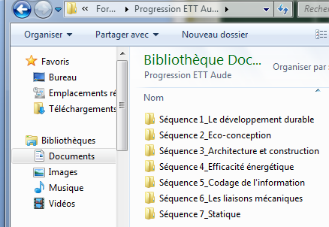 For... Progression ETT Aude Recher
Organiser Partager avec Nouveau dossier
Favoris
Bureau
Emplacements ré
Téléchargements
Bibliothèques
Documents
Images
Musique
Vidéos
Bibliothèque Doc...
Progression ETT Aude
Organiser par :
Nom
Séquence 1_Le développement durable
Séquence 2_Eco-conception
Séquence 3_Architecture et construction
Séquence 4_Efficacité énergétique
Séquence 5_Codage de l'information
Séquence 6_Les liaisons mécaniques
Séquence 7_Statique